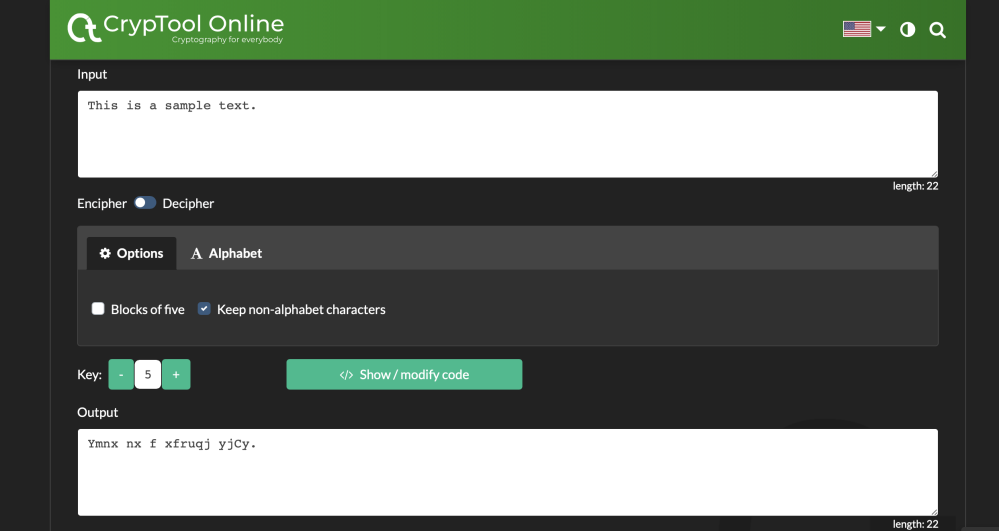 CrypTool Online
Cryptography for everybody
Input
This is a sample text.
length: 22
Encipher Decipher
Options A Alphabet
Blocks of five Keep non-alphabet characters
Key: - 5 + </> Show / modify code
Output
Ymnx nx f xfruqj yjCy.
length: 22